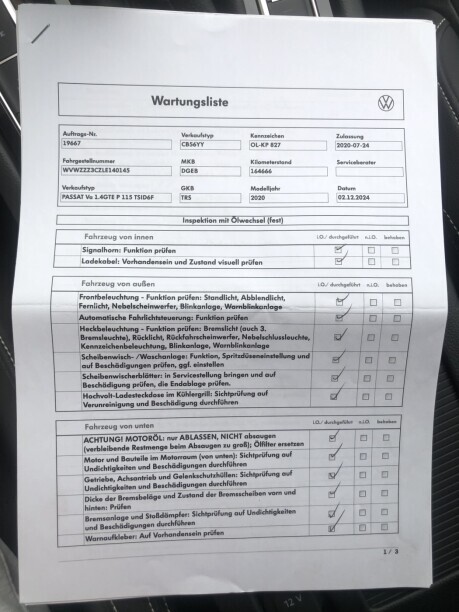 Wartungsliste
Auftrags-Nr. Verkaufstyp Kennzeichen Zulassung
19667 CB56YY OL-KP 827 2020-07-24
Fahrgestellnummer MKB Kilometerstand Serviceberater
WVWZZZ3CZLE140145 DGEB 164666
Verkaufstyp GKB Modelljahr Datum
PASSAT Va 1.4GTE P 115 TSID6F TRS 2020 02.12.2024
Inspektion mit Ölwechsel (fest)
Fahrzeug von innen i.O./ durchgeführt n.i.O. behoben
Signalhorn: Funktion prüfen
Ladekabel: Vorhandensein und Zustand visuell prüfen
Fahrzeug von außen i.O./ durchgeführt n.i.O. behoben
Frontbeleuchtung - Funktion prüfen: Standlicht, Abblendlicht,
Fernlicht, Nebelscheinwerfer, Blinkanlage, Warnblinkanlage
Automatische Fahrlichtsteuerung: Funktion prüfen
Heckbeleuchtung - Funktion prüfen: Bremslicht (auch 3.
Bremsleuchte), Rücklicht, Rückfahrscheinwerfer, Nebelschlussleuchte,
Kennzeichenbeleuchtung, Blinkanlage, Warnblinkanlage
Scheibenwisch- /Waschanlage: Funktion, Spritzdüseneinstellung und
auf Beschädigungen prüfen, ggf. einstellen
Scheibenwischerblätter: in Servicestellung bringen und auf
Beschädigung prüfen, die Endablage prüfen.
Hochvolt-Ladesteckdose im Kühlergrill: Sichtprüfung auf
Verunreinigung und Beschädigung durchführen
Fahrzeug von unten i.O./ durchgeführt n.i.O. behoben
ACHTUNG! MOTORÖL: nur ABLASSEN, NICHT absaugen
(verbleibende Restmenge beim Absaugen zu groß); Ölfilter ersetzen
Motor und Bauteile im Motorraum (von unten): Sichtprüfung auf
Undichtigkeiten und Beschädigungen durchführen
Getriebe, Achsantrieb und Gelenkschutzhüllen: Sichtprüfung auf
Undichtigkeiten und Beschädigungen durchführen
Dicke der Bremsbeläge und Zustand der Bremsscheiben vorn und
hinten: Prüfen
Bremsanlage und Stoßdämpfer: Sichtprüfung auf Undichtigkeiten
und Beschädigungen durchführen
Warnaufkleber: Auf Vorhandensein prüfen
1 / 3
12 V